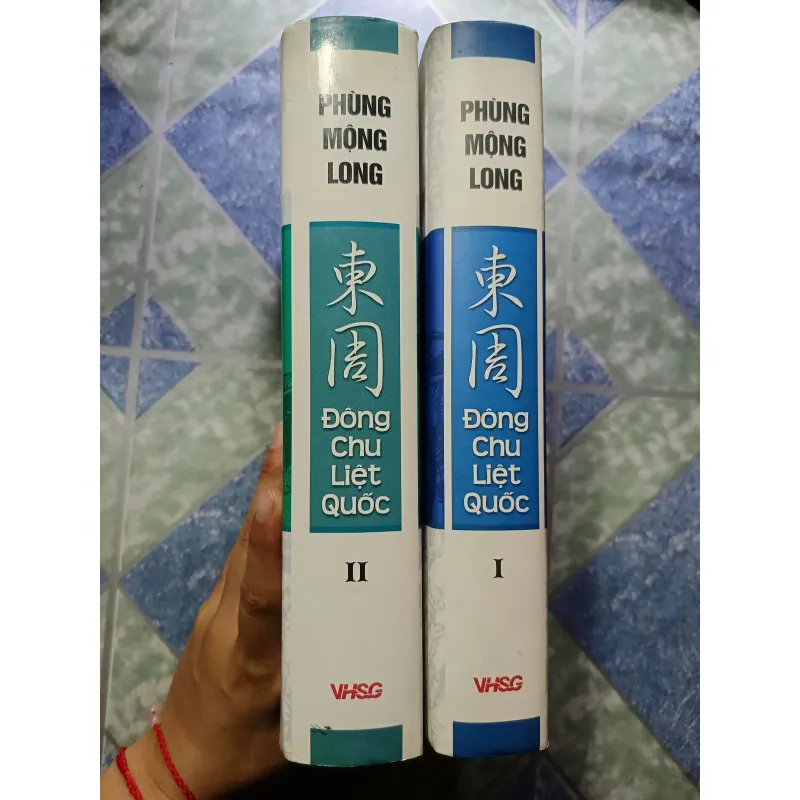 PHÙNG
MỘNG
LONG
東
周
Đông
Chu
Liệt
Quốc
II
VHSG
PHÙNG
MỘNG
LONG
東
周
Đông
Chu
Liệt
Quốc
I
VHSG